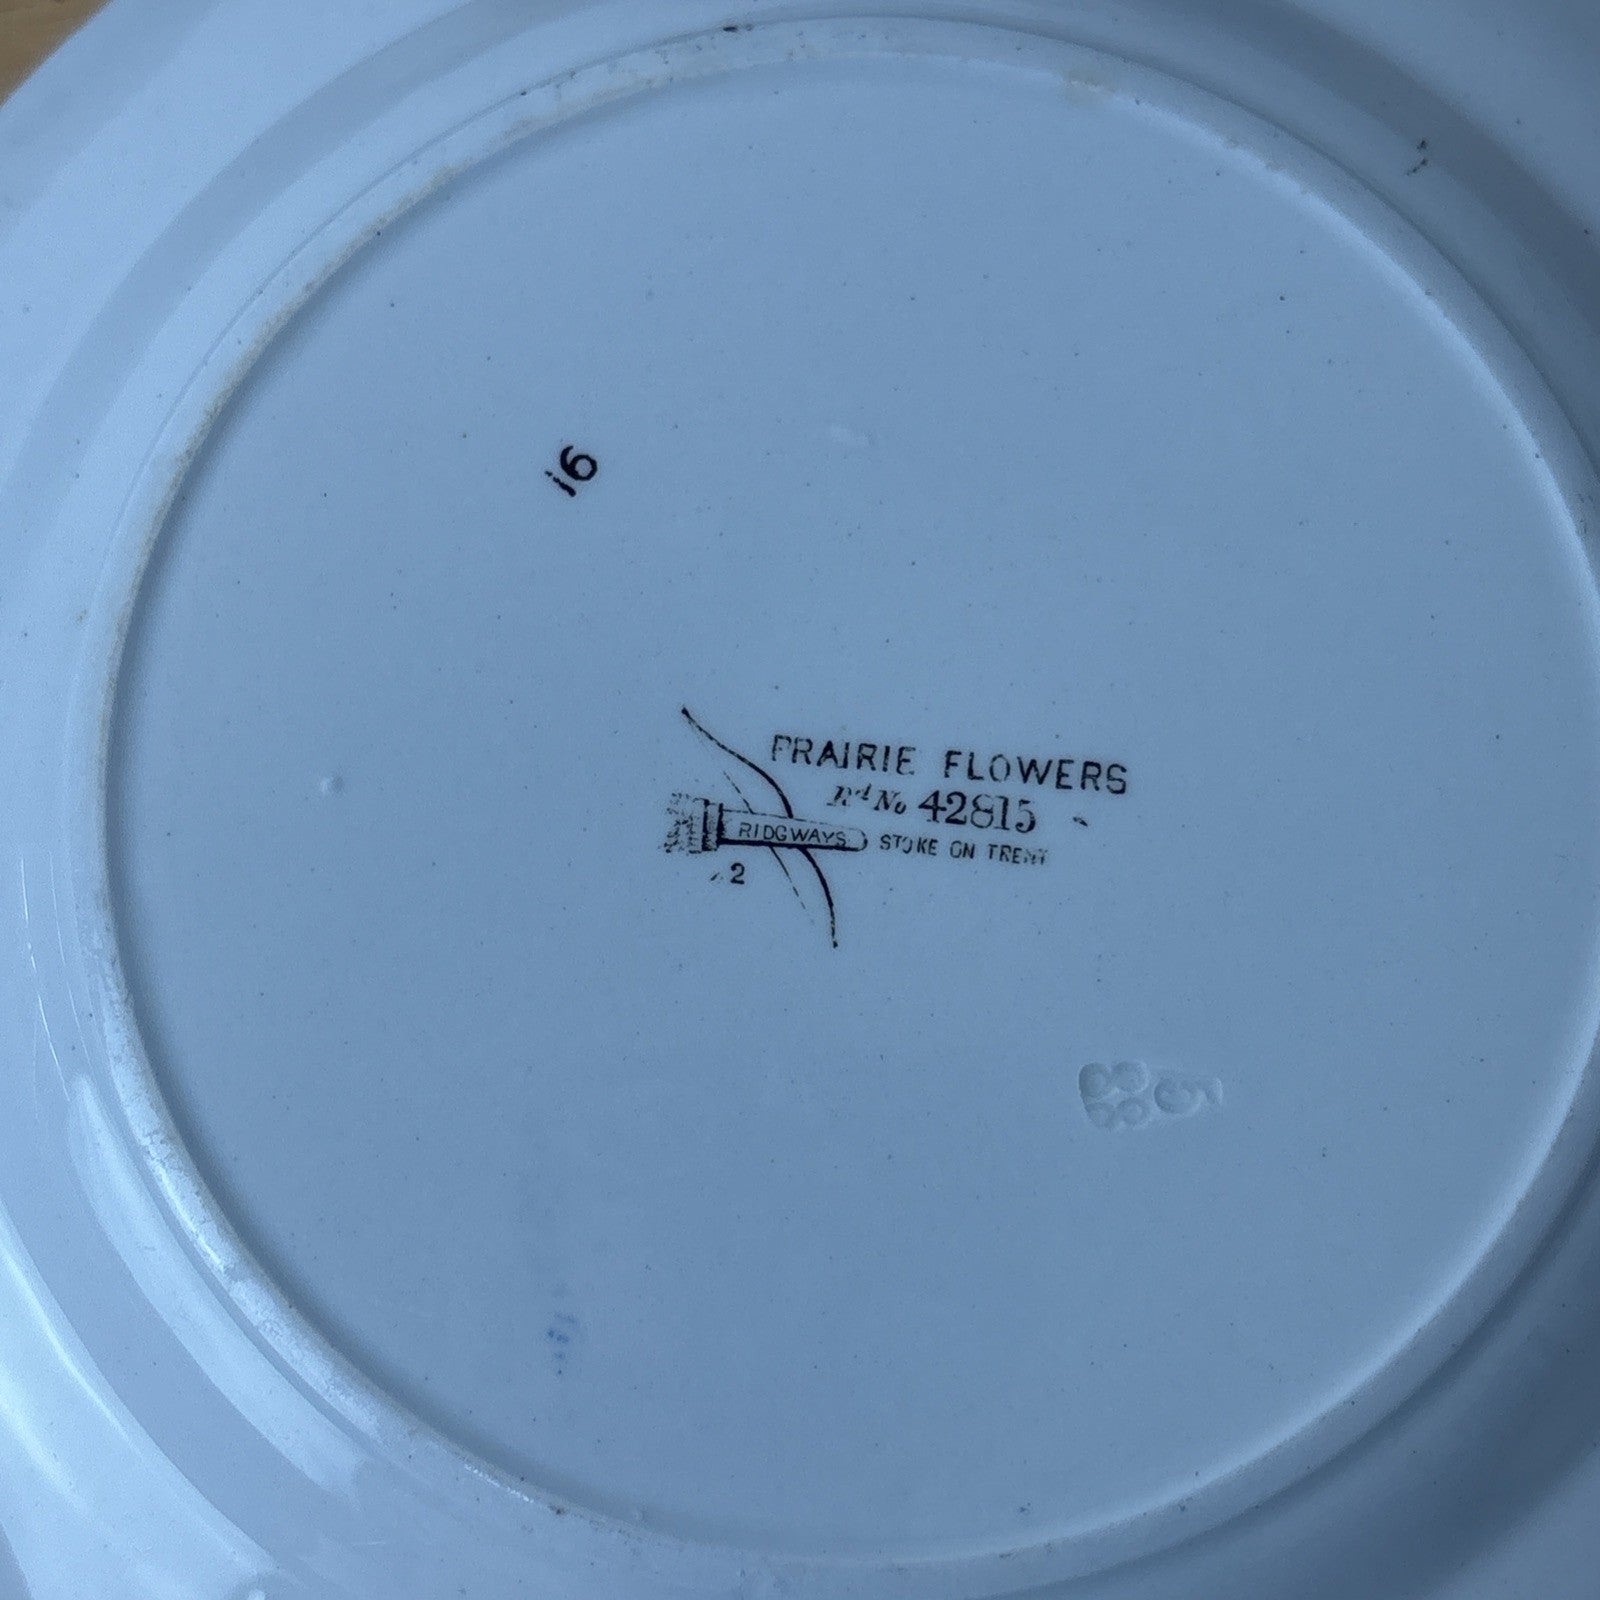 16
PRAIRIE FLOWERS
Rd No 42815
RIDGWAYS STOKE ON TRENT
2